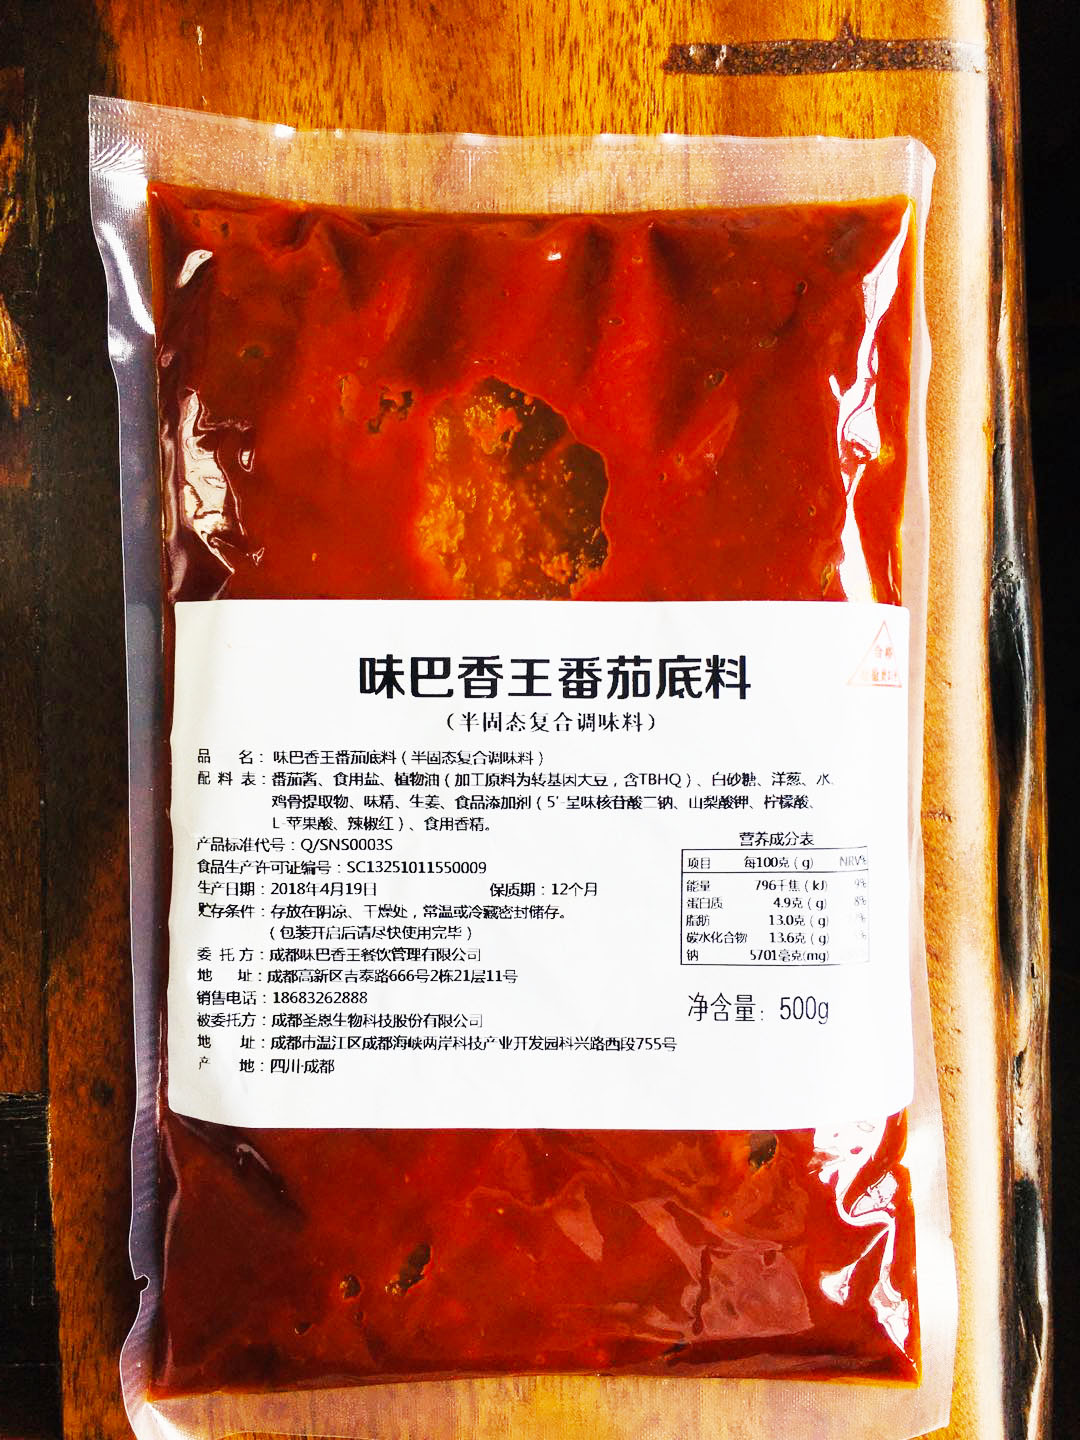 味巴香王番茄底料
（半固态复合调味料）
品 名：味巴香王番茄底料（半固态复合调味料）
配 料 表：番茄酱、食用盐、植物油（加工原料为转基因大豆，含TBHQ）、白砂糖、洋葱、水、
鸡骨提取物、味精、生姜、食品添加剂（5'-呈味核苷酸二钠、山梨酸钾、柠檬酸、
L-苹果酸、辣椒红）、食用香精。
产品标准代号：Q/SNS0003S
食品生产许可证编号：SC13251011550009
生产日期：2018年4月19日 保质期：12个月
贮存条件：存放在阴凉、干燥处，常温或冷藏密封储存。
（包装开启后请尽快使用完毕）
委 托 方：成都味巴香王餐饮管理有限公司
地 址：成都高新区吉泰路666号2栋21层11号
销售电话：18683262888
被委托方：成都圣恩生物科技股份有限公司
地 址：成都市温江区成都海峡两岸科技产业开发园科兴路西段755号
产 地：四川·成都
营养成分表
项目 每100克（g） NRV%
能量 796千焦（kJ） 9%
蛋白质 4.9克（g） 8%
脂肪 13.0克（g）
碳水化合物 13.6克（g）
钠 5701毫克(mg)
净含量：500g
合格